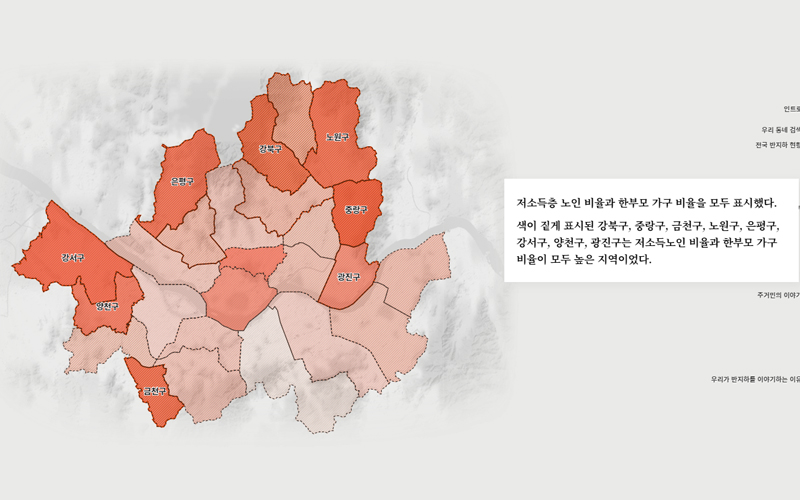 인트로
우리 동네 검색
전국 반지하 현황
노원구
강북구
은평구
중랑구
저소득층 노인 비율과 한부모 가구 비율을 모두 표시했다.
색이 짙게 표시된 강북구, 중랑구, 금천구, 노원구, 은평구,
강서구, 양천구, 광진구는 저소득노인 비율과 한부모 가구
비율이 모두 높은 지역이었다.
강서구
광진구
양천구
주거민의 이야기
우리가 반지하를 이야기하는 이유
금천구